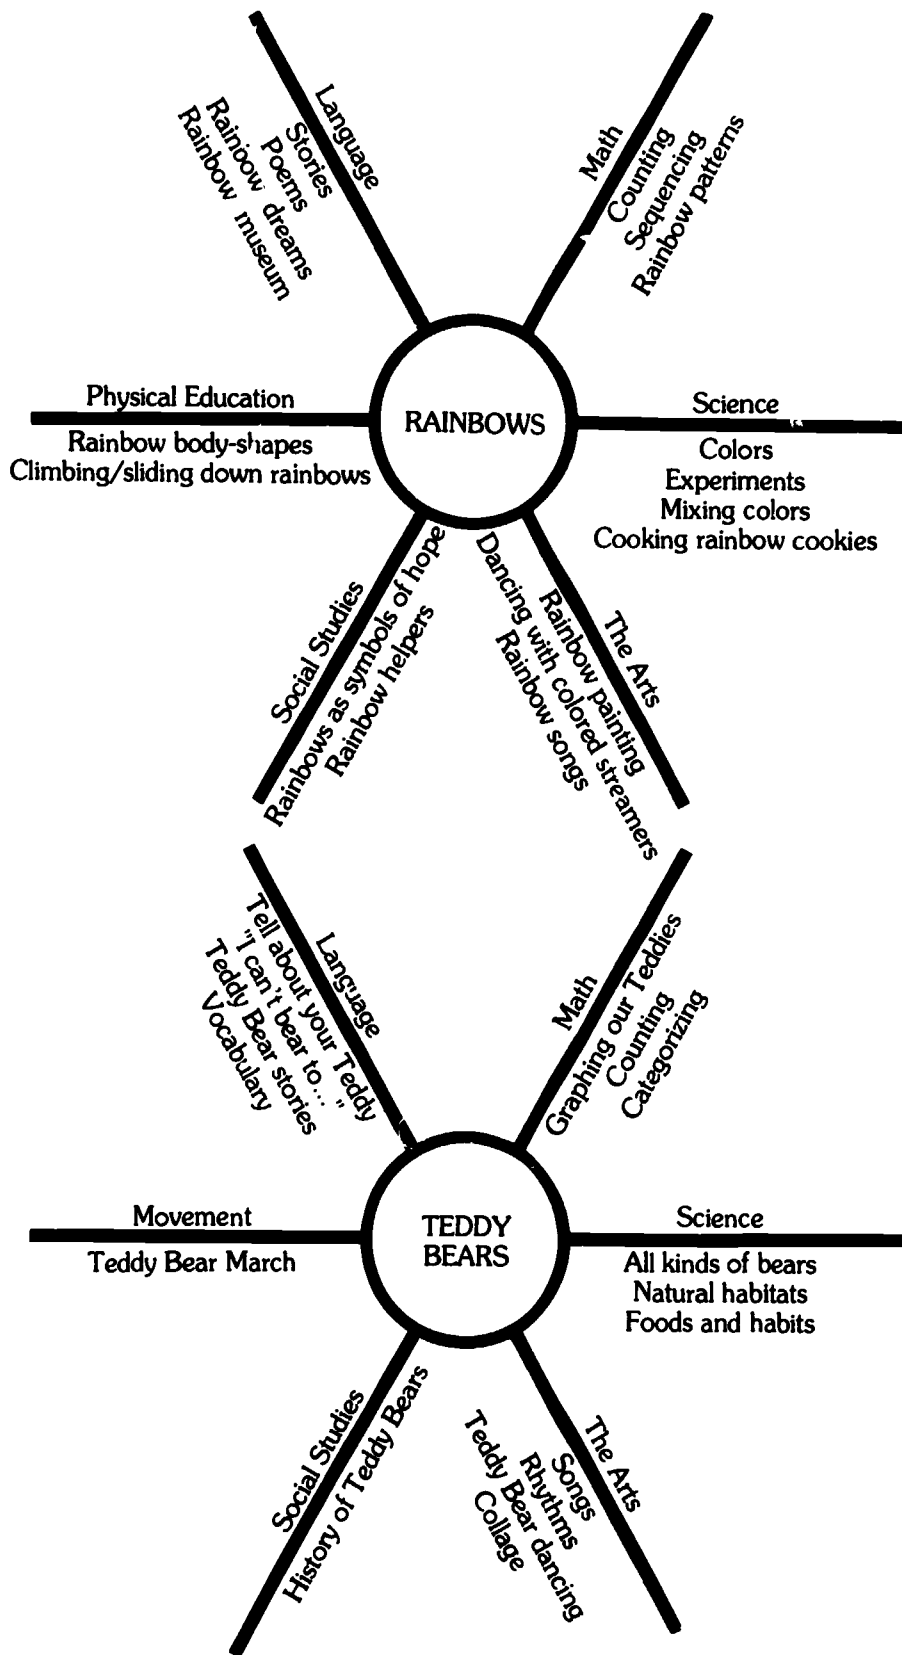 Language
Stories
Poems
Rainbow dreams
Rainbow museum
Math
Counting
Sequencing
Rainbow patterns
Physical Education
Rainbow body-shapes
Climbing/sliding down rainbows
RAINBOWS
Science
Colors
Experiments
Mixing colors
Cooking rainbow cookies
Social Studies
Rainbows as symbols of hope
Rainbow helpers
The Arts
Rainbow painting
Dancing with colored streamers
Rainbow songs
Language
Tell about your Teddy
"I can't bear to... "
Teddy Bear stories
Vocabulary
Math
Graphing our Teddies
Counting
Categorizing
Movement
Teddy Bear March
TEDDY
BEARS
Science
All kinds of bears
Natural habitats
Foods and habits
Social Studies
History of Teddy Bears
The Arts
Songs
Rhythms
Teddy Bear dancing
Collage